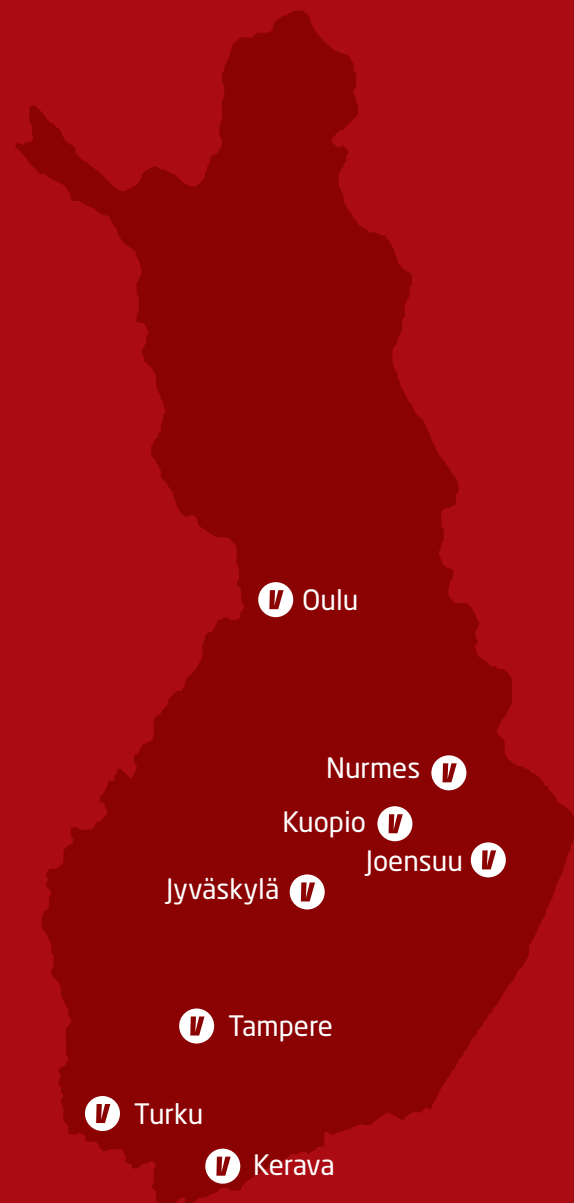 Oulu
Nurmes
Kuopio
Joensuu
Jyväskylä
Tampere
Turku
Kerava